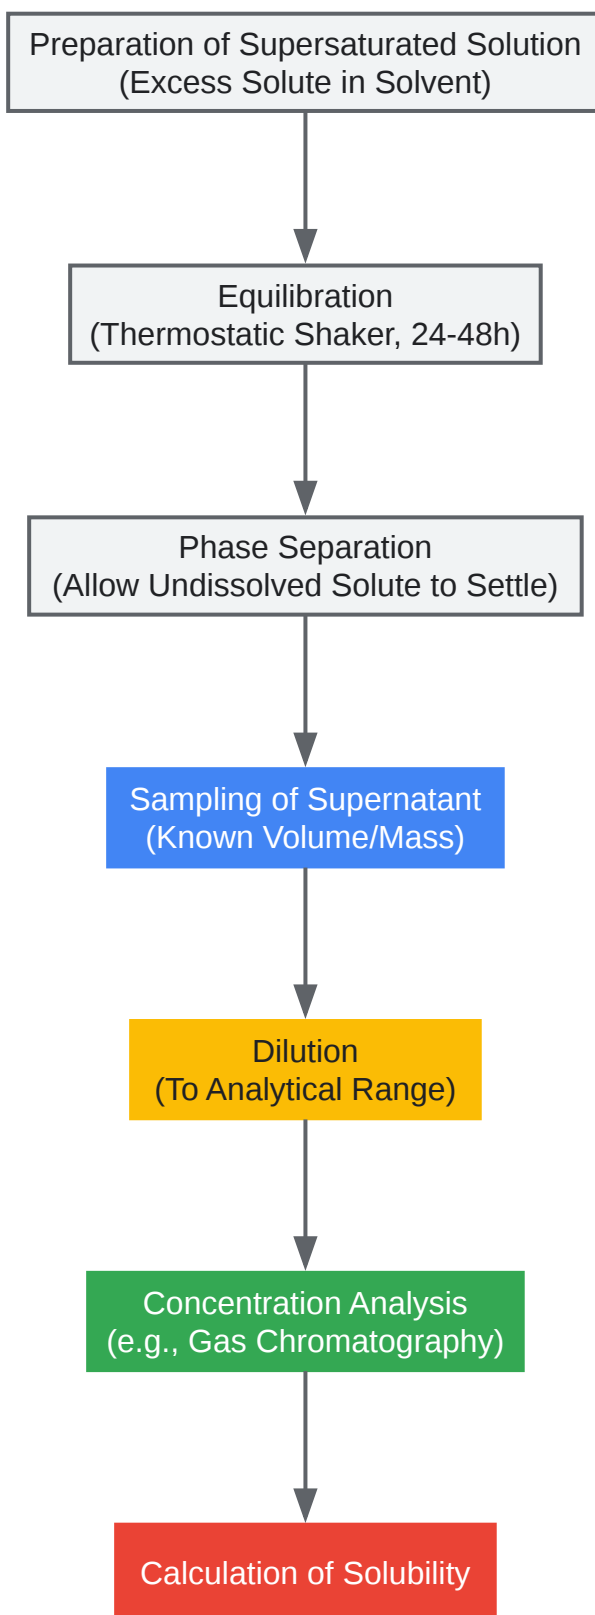 Preparation of Supersaturated Solution
(Excess Solute in Solvent)
Equilibration
(Thermostatic Shaker, 24-48h)
Phase Separation
(Allow Undissolved Solute to Settle)
Sampling of Supernatant
(Known Volume/Mass)
Dilution
(To Analytical Range)
Concentration Analysis
(e.g., Gas Chromatography)
Calculation of Solubility